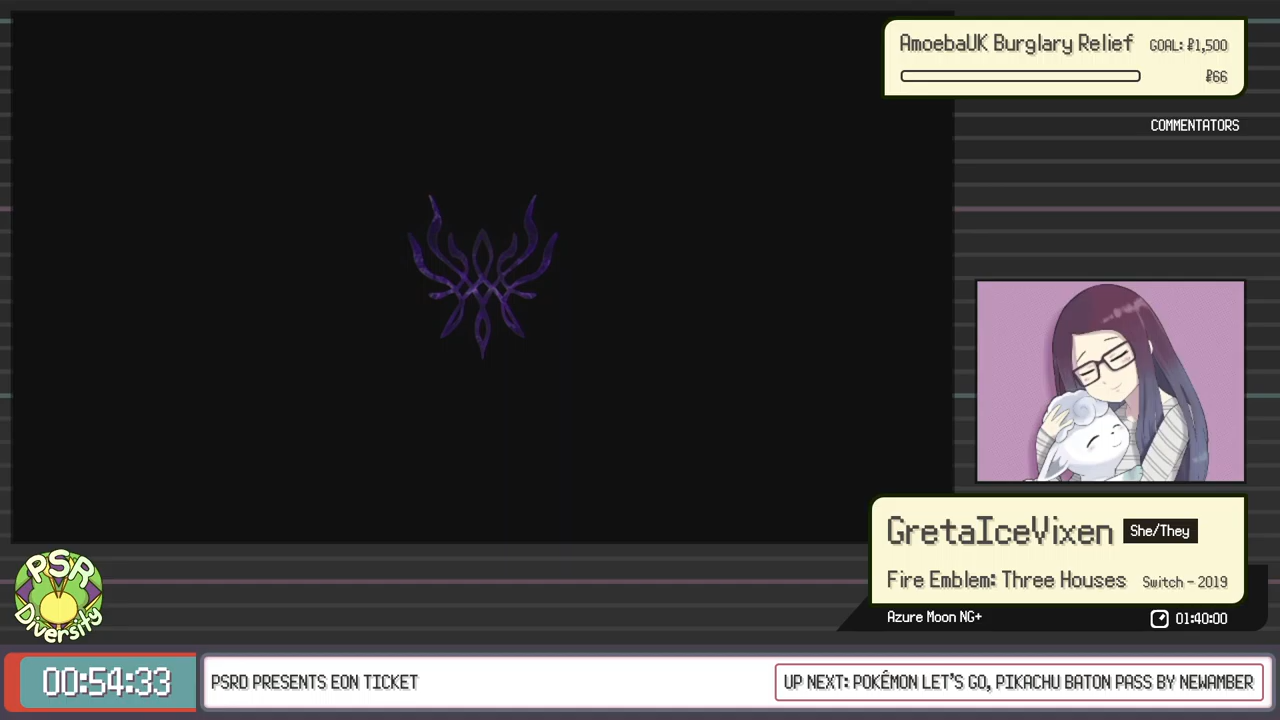 AmoebaUK Burglary Relief GOAL: ₽1,500
₽66
COMMENTATORS
GretaIceVixen She/They
Fire Emblem: Three Houses Switch - 2019
Azure Moon NG+ 01:40:00
PSR
Diversity
00:54:33 PSRD PRESENTS EON TICKET UP NEXT: POKÉMON LET'S GO, PIKACHU BATON PASS BY NEWAMBER